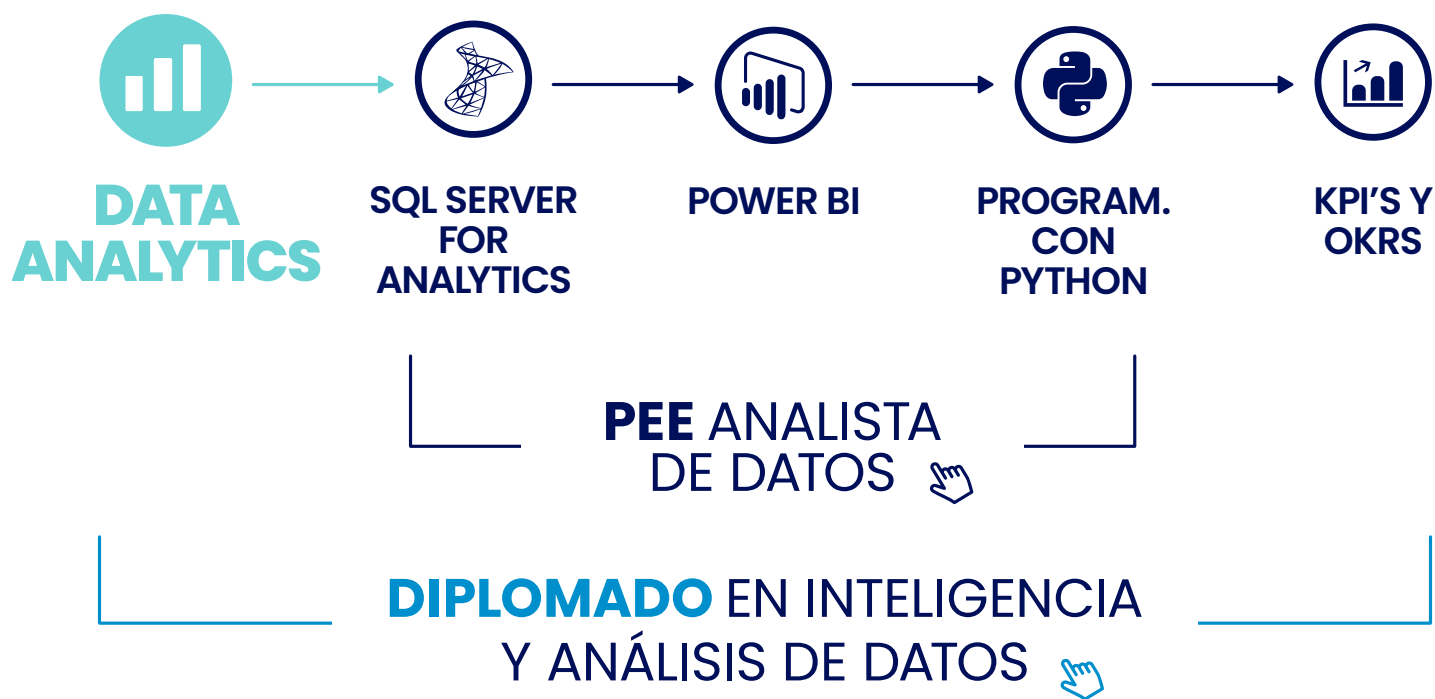 DATA
ANALYTICS
SQL SERVER
FOR
ANALYTICS
POWER BI
PROGRAM.
CON
PYTHON
KPI'S Y
OKRS
PEE ANALISTA
DE DATOS
DIPLOMADO EN INTELIGENCIA
Y ANÁLISIS DE DATOS